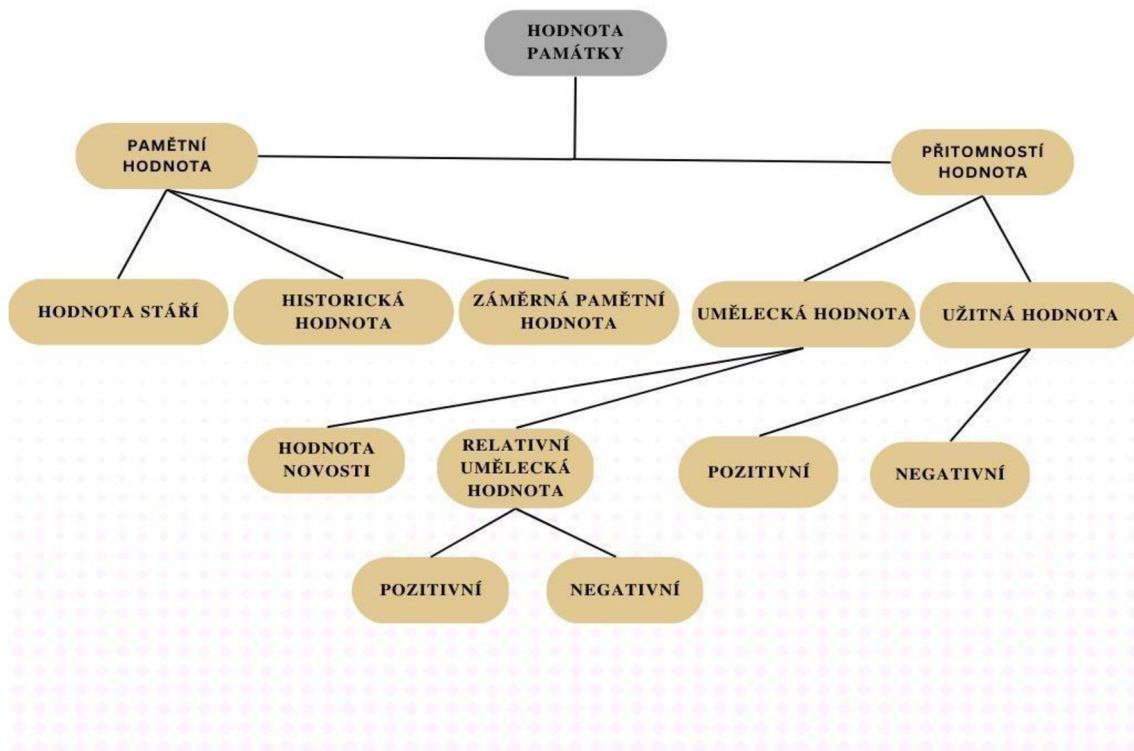 HODNOTA
PAMÁTKY
PAMĚTNÍ
HODNOTA
PŘITOMNOSTÍ
HODNOTA
HODNOTA STÁŘÍ
HISTORICKÁ
HODNOTA
ZÁMĚRNÁ PAMĚTNÍ
HODNOTA
UMĚLECKÁ HODNOTA
UŽITNÁ HODNOTA
HODNOTA
NOVOSTI
RELATIVNÍ
UMĚLECKÁ
HODNOTA
POZITIVNÍ
NEGATIVNÍ
POZITIVNÍ
NEGATIVNÍ